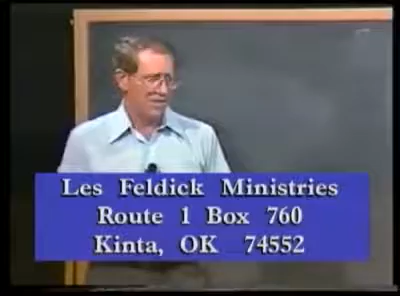 Les Feldick Ministries
Route 1 Box 760
Kinta, OK 74552